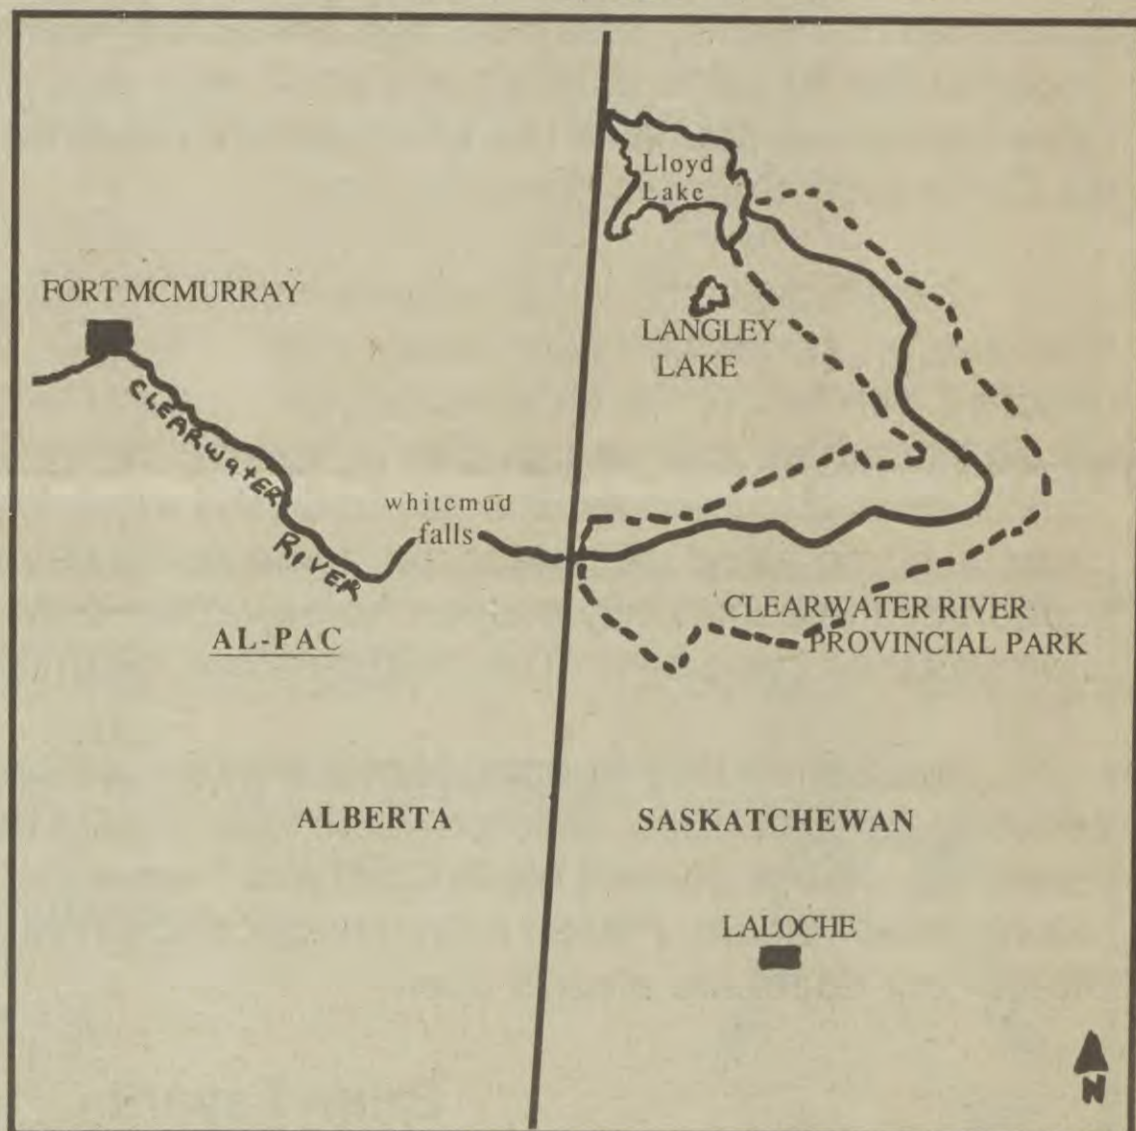 Lloyd
Lake
FORT MCMURRAY
LANGLEY
LAKE
CLEARWATER
RIVER
whitemud
falls
CLEARWATER RIVER
PROVINCIAL PARK
AL-PAC
ALBERTA
SASKATCHEWAN
LALOCHE
N